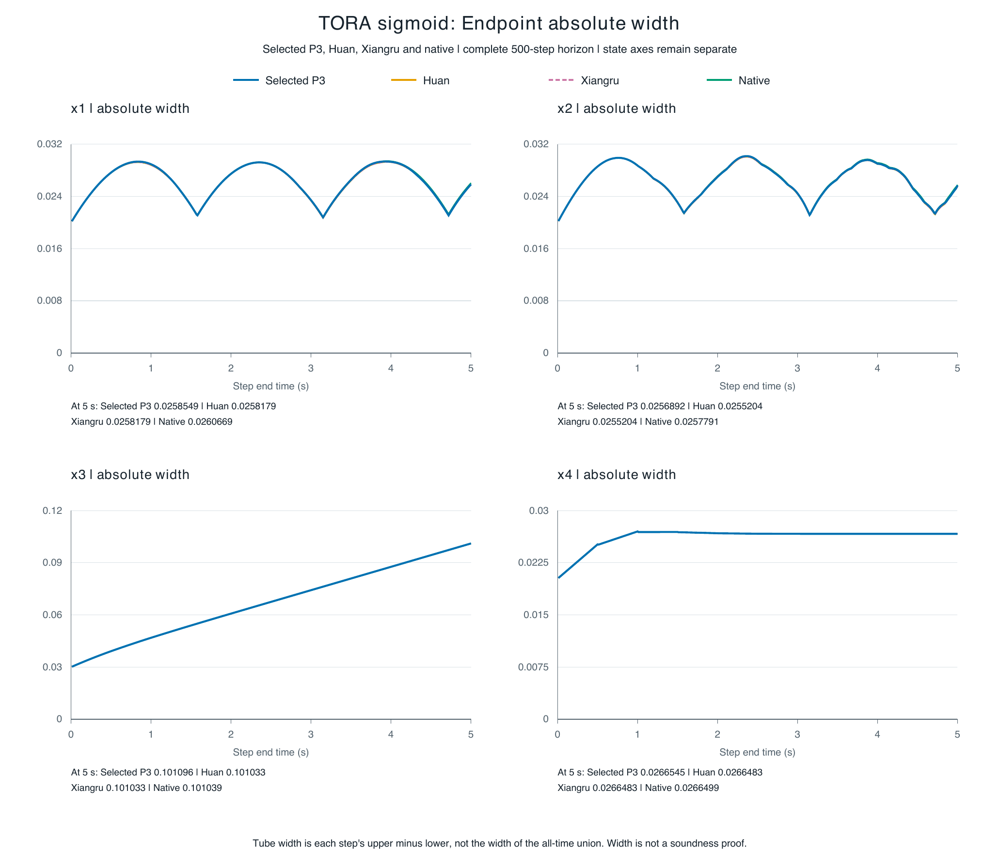 TORA sigmoid: Endpoint absolute width
Selected P3, Huan, Xiangru and native | complete 500-step horizon | state axes remain separate
Selected P3
Huan
Xiangru
Native
x1 | absolute width
0.032
0.024
0.016
0.008
0
0 1 2 3 4 5
Step end time (s)
At 5 s: Selected P3 0.0258549 | Huan 0.0258179
Xiangru 0.0258179 | Native 0.0260669
x2 | absolute width
0.032
0.024
0.016
0.008
0
0 1 2 3 4 5
Step end time (s)
At 5 s: Selected P3 0.0256892 | Huan 0.0255204
Xiangru 0.0255204 | Native 0.0257791
x3 | absolute width
0.12
0.09
0.06
0.03
0
0 1 2 3 4 5
Step end time (s)
At 5 s: Selected P3 0.101096 | Huan 0.101033
Xiangru 0.101033 | Native 0.101039
x4 | absolute width
0.03
0.0225
0.015
0.0075
0
0 1 2 3 4 5
Step end time (s)
At 5 s: Selected P3 0.0266545 | Huan 0.0266483
Xiangru 0.0266483 | Native 0.0266499
Tube width is each step's upper minus lower, not the width of the all-time union. Width is not a soundness proof.